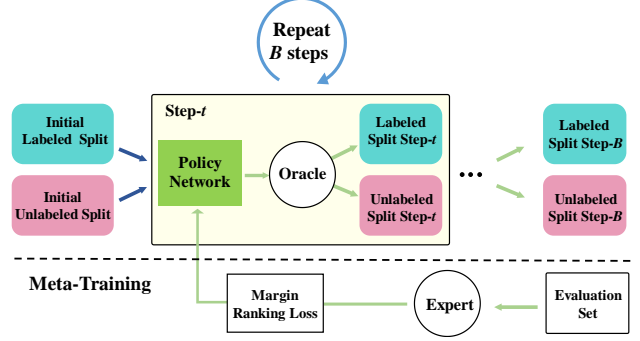 Repeat
B steps
Step-t
Initial
Labeled Split
Initial
Unlabeled Split
Policy
Network
Oracle
Labeled
Split Step-t
Unlabeled
Split Step-t
...
Labeled
Split Step-B
Unlabeled
Split Step-B
Meta-Training
Margin
Ranking Loss
Expert
Evaluation
Set